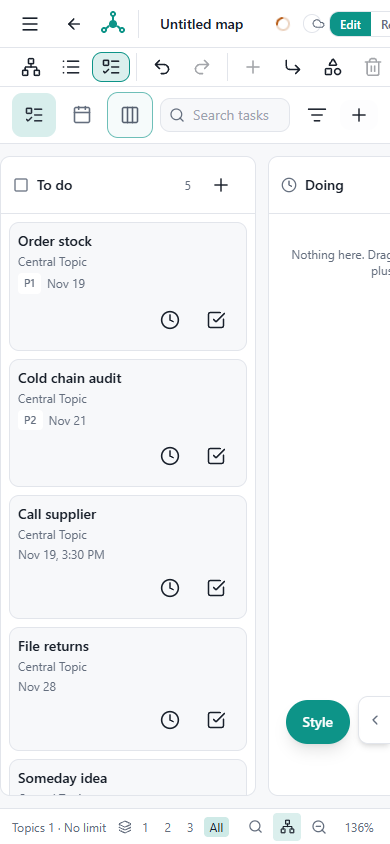 Untitled map
Edit
Search tasks
To do
5
Order stock
Central Topic
P1
Nov 19
Cold chain audit
Central Topic
P2
Nov 21
Call supplier
Central Topic
Nov 19, 3:30 PM
File returns
Central Topic
Nov 28
Someday idea
Doing
Nothing here. Drag
plus
Style
Topics 1 · No limit
1
2
3
All
136%